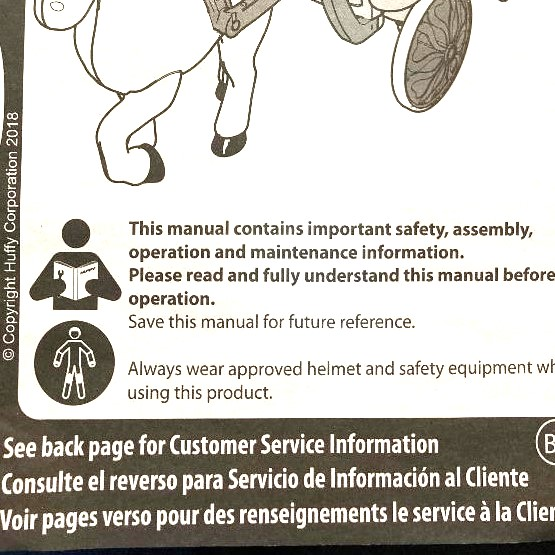 © Copyright Huffy Corporation 2018
This manual contains important safety, assembly,
operation and maintenance information.
Please read and fully understand this manual before
operation.
Save this manual for future reference.
HUFFY
Always wear approved helmet and safety equipment wh
using this product.
See back page for Customer Service Information
B
Consulte el reverso para Servicio de Información al Cliente
Voir pages verso pour des renseignements le service à la Clien